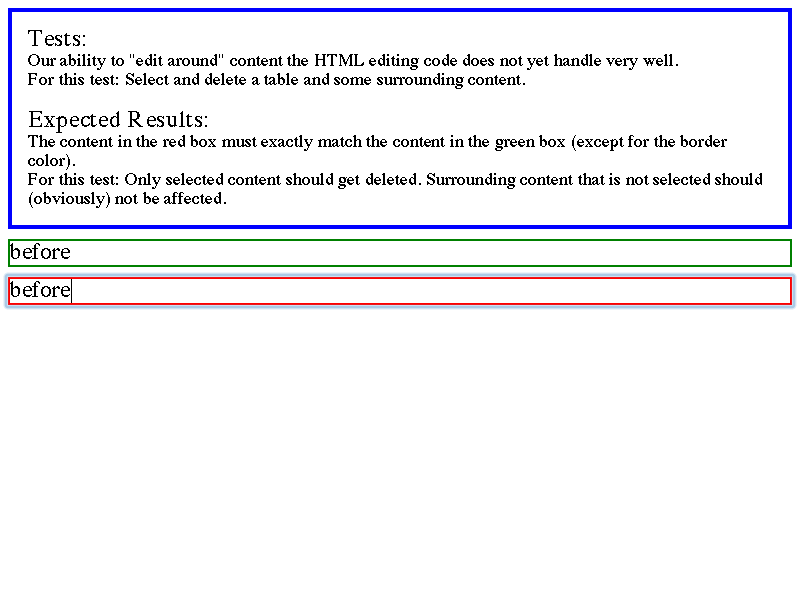 Tests:
Our ability to "edit around" content the HTML editing code does not yet handle very well.
For this test: Select and delete a table and some surrounding content.
Expected Results:
The content in the red box must exactly match the content in the green box (except for the border
color).
For this test: Only selected content should get deleted. Surrounding content that is not selected should
(obviously) not be affected.
before
before